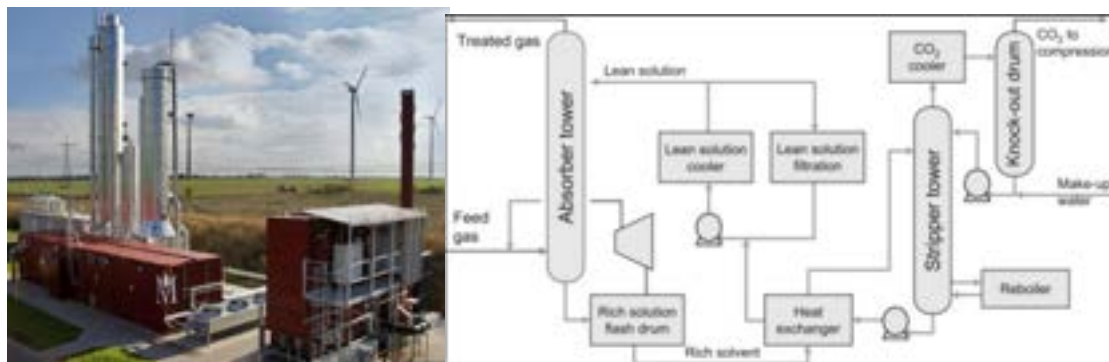 Treated gas
Lean solution
Absorber tower
Feed
gas
Lean solution
cooler
Lean solution
filtration
Rich solution
flash drum
Rich solvent
Heat
exchanger
Stripper tower
CO2
cooler
Knock-out drum
CO2 to
compression
Make-up
water
Reboiler